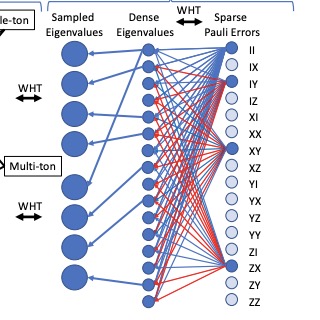 le-ton
WHT
Multi-ton
WHT
Sampled
Eigenvalues
Dense
Eigenvalues
WHT
Sparse
Pauli Errors
II
IX
IY
IZ
XI
XX
XY
XZ
YI
YX
YZ
YY
ZI
ZX
ZY
ZZ